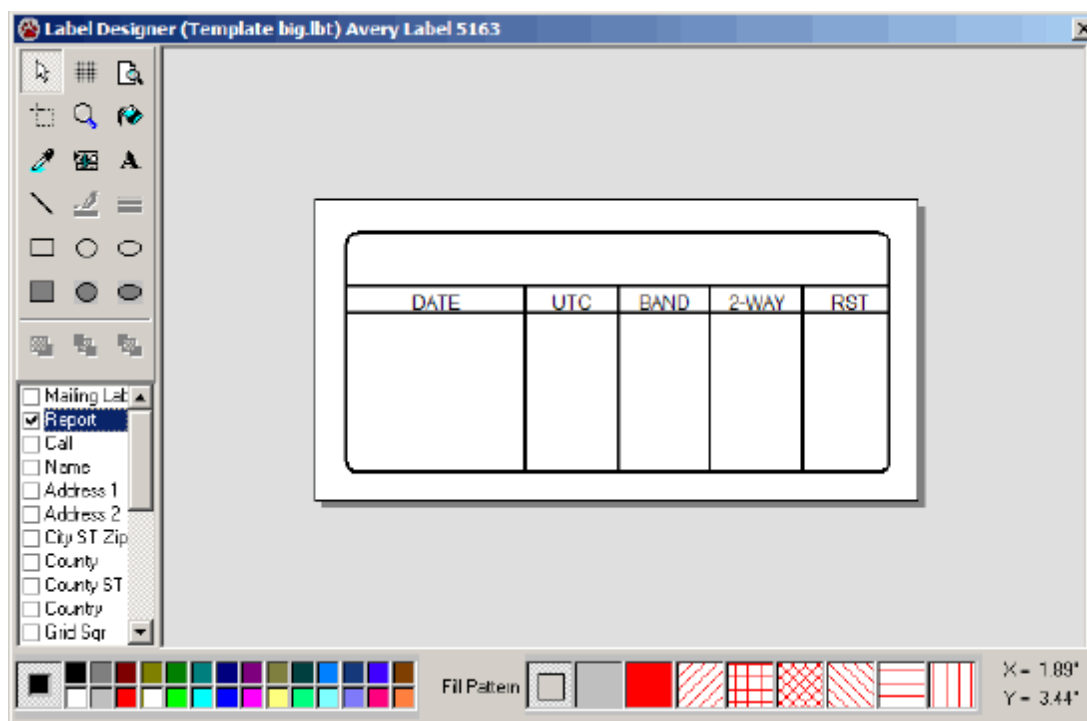 Label Designer (Template big.lbt) Avery Label 5163
A
DATE UTC BAND 2-WAY RST
Mailing Lab
Report
Call
Name
Address 1
Address 2
City ST Zip
County
County ST
Country
Grid Sqr
Fill Pattern
X = 1.89"
Y = 3.44"